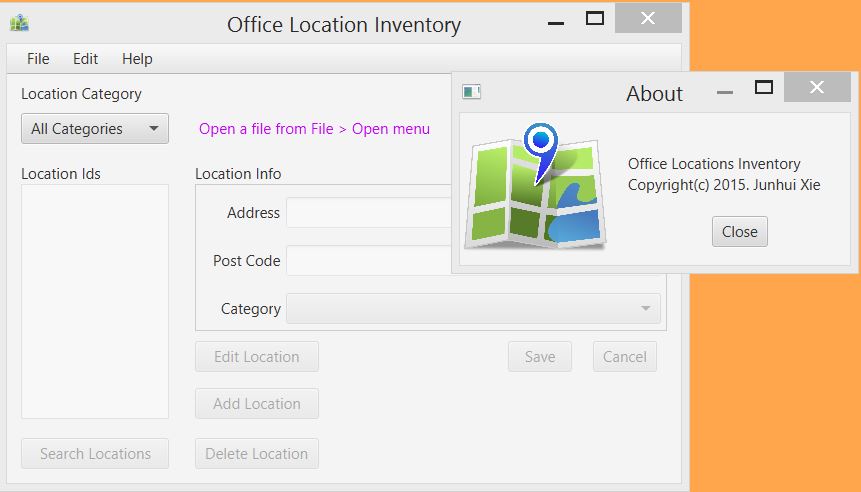 Office Location Inventory
File Edit Help
Location Category
All Categories
Open a file from File > Open menu
Location Ids
Location Info
Address
Post Code
Category
Edit Location
Save
Cancel
Add Location
Search Locations
Delete Location
About
Office Locations Inventory
Copyright(c) 2015. Junhui Xie
Close